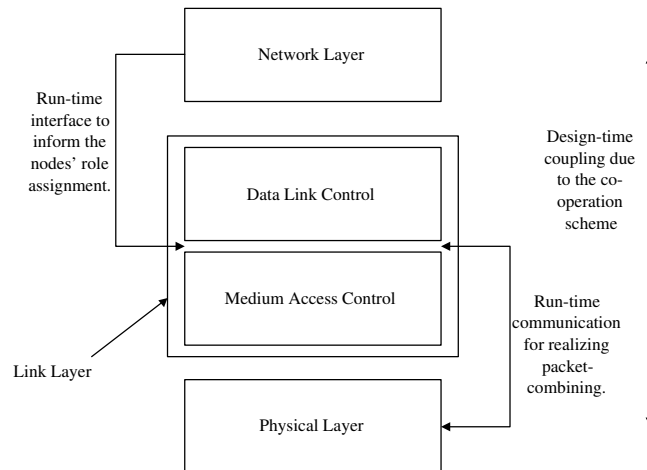 Network Layer
Run-time
interface to
inform the
nodes' role
assignment.
Design-time
coupling due
to the co-
operation
scheme
Data Link Control
Medium Access Control
Run-time
communication
for realizing
packet-
combining.
Link Layer
Physical Layer